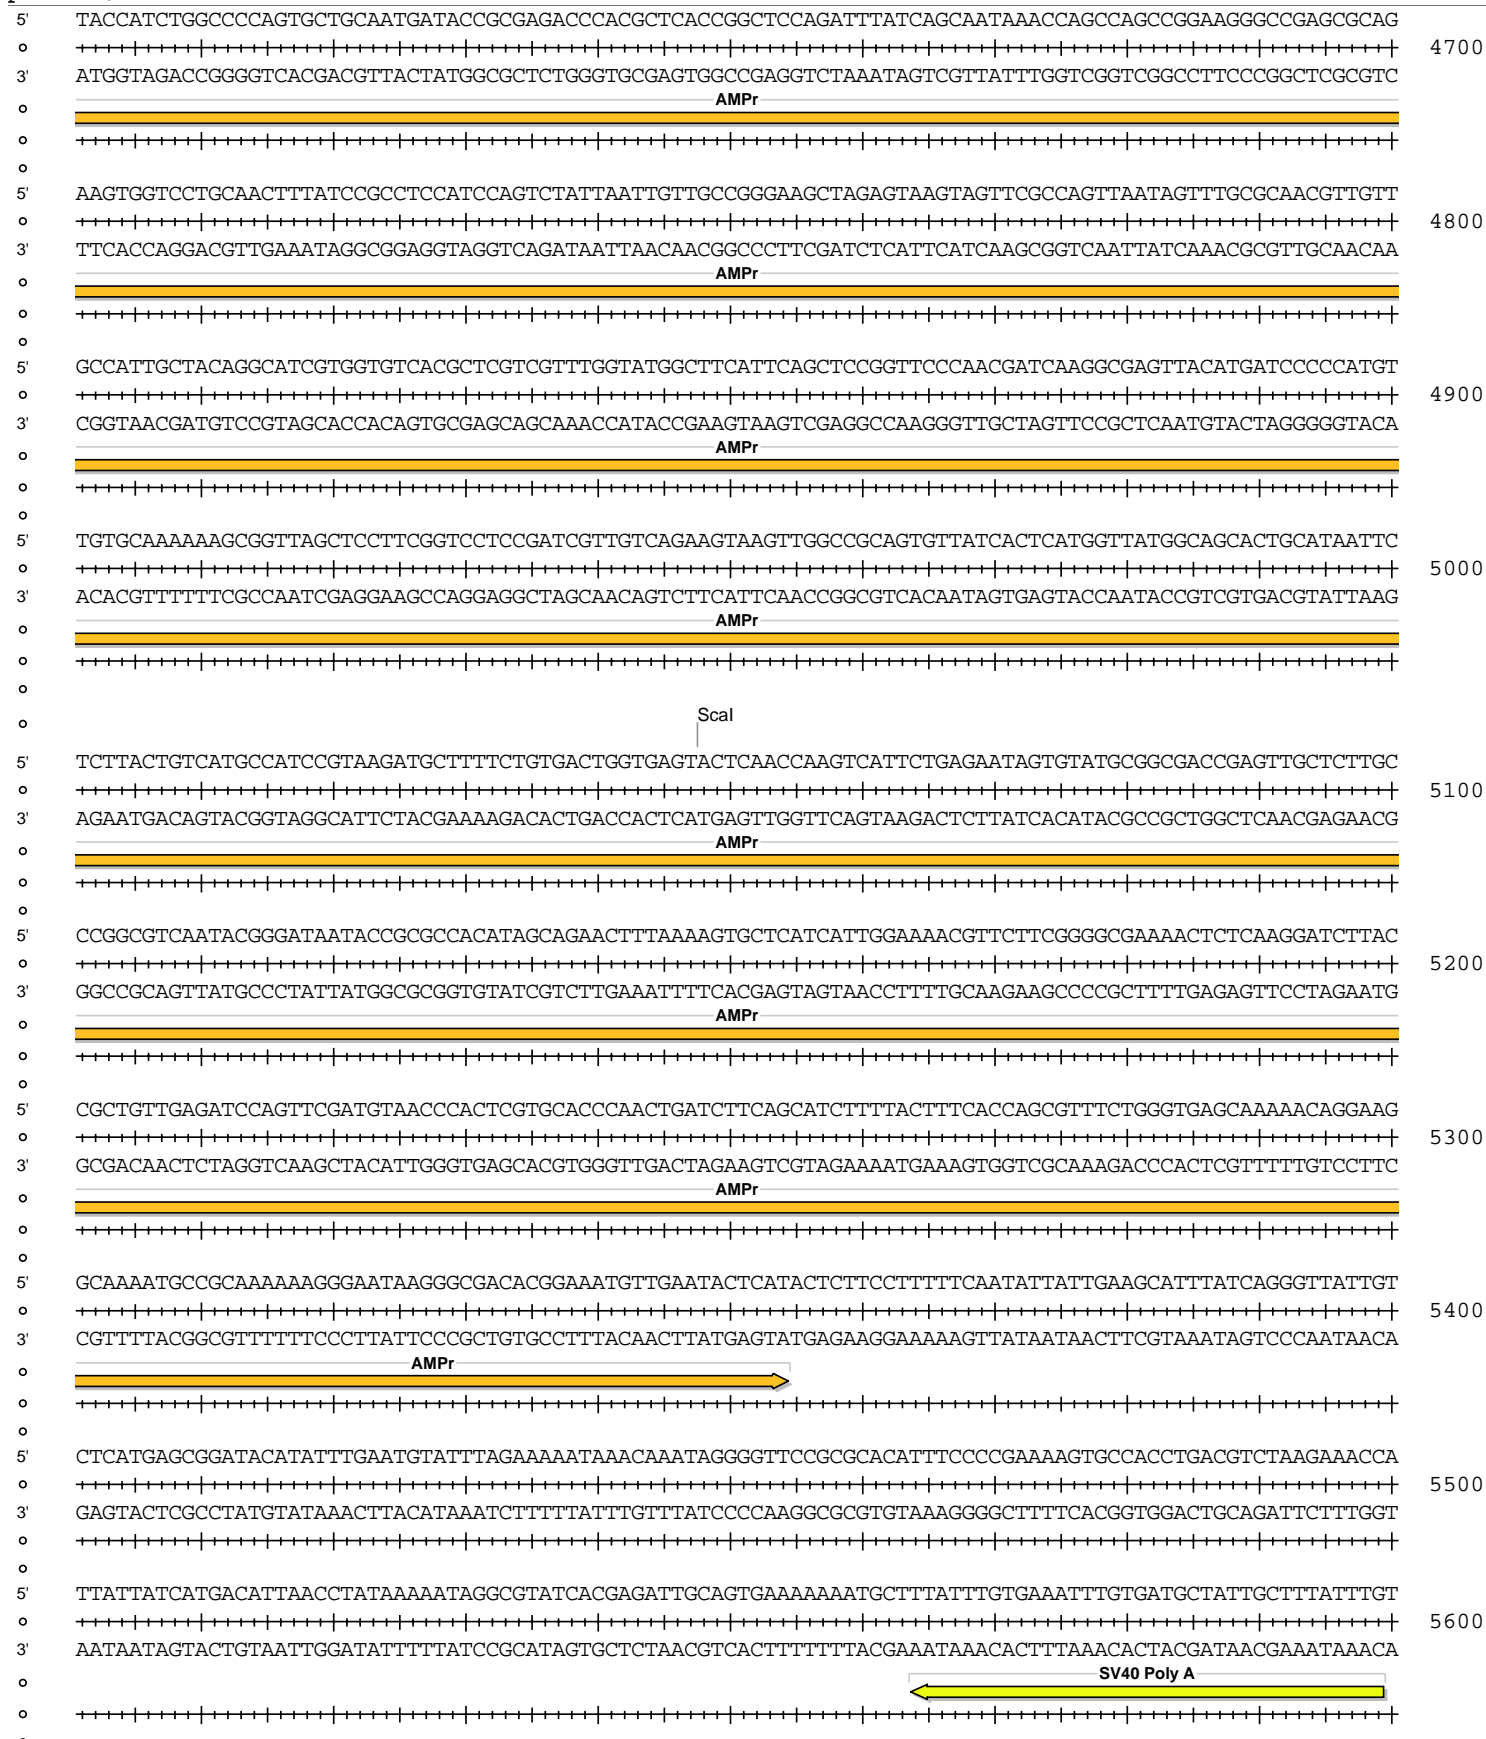 5' TACCATCTGGCCCCAGTGCTGCAATGATACCGCGAGACCCACGCTCACCGGCTCCAGATTTATCAGCAATAAACCAGCCAGCCGGAAGGGCCGAGCGCAG
4700
3' ATGGTAGACCGGGGTCACGACGTTACTATGGCGCTCTGGGTGCGAGTGGCCGAGGTCTAAATAGTCGTTATTTGGTCGGTCGGCCTTCCCGGCTCGCGTC
AMPr
5' AAGTGGTCCTGCAACTTTATCCGCCTCCATCCAGTCTATTAATTGTTGCCGGGAAGCTAGAGTAAGTAGTTCGCCAGTTAATAGTTTGCGCAACGTTGTT
4800
3' TTCACCAGGACGTTGAAATAGGCGGAGGTAGGTCAGATAATTAACAACGGCCCTTCGATCTCATTCATCAAGCGGTCAATTATCAAACGCGTTGCAACAA
AMPr
5' GCCATTGCTACAGGCATCGTGGTGTCACGCTCGTCGTTTGGTATGGCTTCATTCAGCTCCGGTTCCCAACGATCAAGGCGAGTTACATGATCCCCCATGT
4900
3' CGGTAACGATGTCCGTAGCACCACAGTGCGAGCAGCAAACCATACCGAAGTAAGTCGAGGCCAAGGGTTGCTAGTTCCGCTCAATGTACTAGGGGGTACA
AMPr
5' TGTGCAAAAAAGCGGTTAGCTCCTTCGGTCCTCCGATCGTTGTCAGAAGTAAGTTGGCCGCAGTGTTATCACTCATGGTTATGGCAGCACTGCATAATTC
5000
3' ACACGTTTTTTCGCCAATCGAGGAAGCCAGGAGGCTAGCAACAGTCTTCATTCAACCGGCGTCACAATAGTGAGTACCAATACCGTCGTGACGTATTAAG
AMPr
ScaI
5' TCTTACTGTCATGCCATCCGTAAGATGCTTTTCTGTGACTGGTGAGTACTCAACCAAGTCATTCTGAGAATAGTGTATGCGGCGACCGAGTTGCTCTTGC
5100
3' AGAATGACAGTACGGTAGGCATTCTACGAAAAGACACTGACCACTCATGAGTTGGTTCAGTAAGACTCTTATCACATACGCCGCTGGCTCAACGAGAACG
AMPr
5' CCGGCGTCAATACGGGATAATACCGCGCCACATAGCAGAACTTTAAAAGTGCTCATCATTGGAAAACGTTCTTCGGGGCGAAAACTCTCAAGGATCTTAC
5200
3' GGCCGCAGTTATGCCCTATTATGGCGCGGTGTATCGTCTTGAAATTTTCACGAGTAGTAACCTTTTGCAAGAAGCCCCGCTTTTGAGAGTTCCTAGAATG
AMPr
5' CGCTGTTGAGATCCAGTTCGATGTAACCCACTCGTGCACCCAACTGATCTTCAGCATCTTTTACTTTCACCAGCGTTTCTGGGTGAGCAAAAACAGGAAG
5300
3' GCGACAACTCTAGGTCAAGCTACATTGGGTGAGCACGTGGGTTGACTAGAAGTCGTAGAAAATGAAAGTGGTCGCAAAGACCCACTCGTTTTTGTCCTTC
AMPr
5' GCAAAATGCCGCAAAAAAGGGAATAAGGGCGACACGGAAATGTTGAATACTCATACTCTTCCTTTTTCAATATTATTGAAGCATTTATCAGGGTTATTGT
5400
3' CGTTTTACGGCGTTTTTTCCCTTATTCCCGCTGTGCCTTTACAACTTATGAGTATGAGAAGGAAAAAGTTATAATAACTTCGTAAATAGTCCCAATAACA
AMPr
5' CTCATGAGCGGATACATATTTGAATGTATTTAGAAAAATAAACAAATAGGGGTTCCGCGCACATTTCCCCGAAAAGTGCCACCTGACGTCTAAGAAACCA
5500
3' GAGTACTCGCCTATGTATAAACTTACATAAATCTTTTTATTTGTTTATCCCCAAGGCGCGTGTAAAGGGGCTTTTCACGGTGGACTGCAGATTCTTTGGT
5' TTATTATCATGACATTAACCTATAAAAATAGGCGTATCACGAGATTGCAGTGAAAAAAATGCTTTATTTGTGAAATTTGTGATGCTATTGCTTTATTTGT
5600
3' AATAATAGTACTGTAATTGGATATTTTTATCCGCATAGTGCTCTAACGTCACTTTTTTTACGAAATAAACACTTTAAACACTACGATAACGAAATAAACA
SV40 Poly A